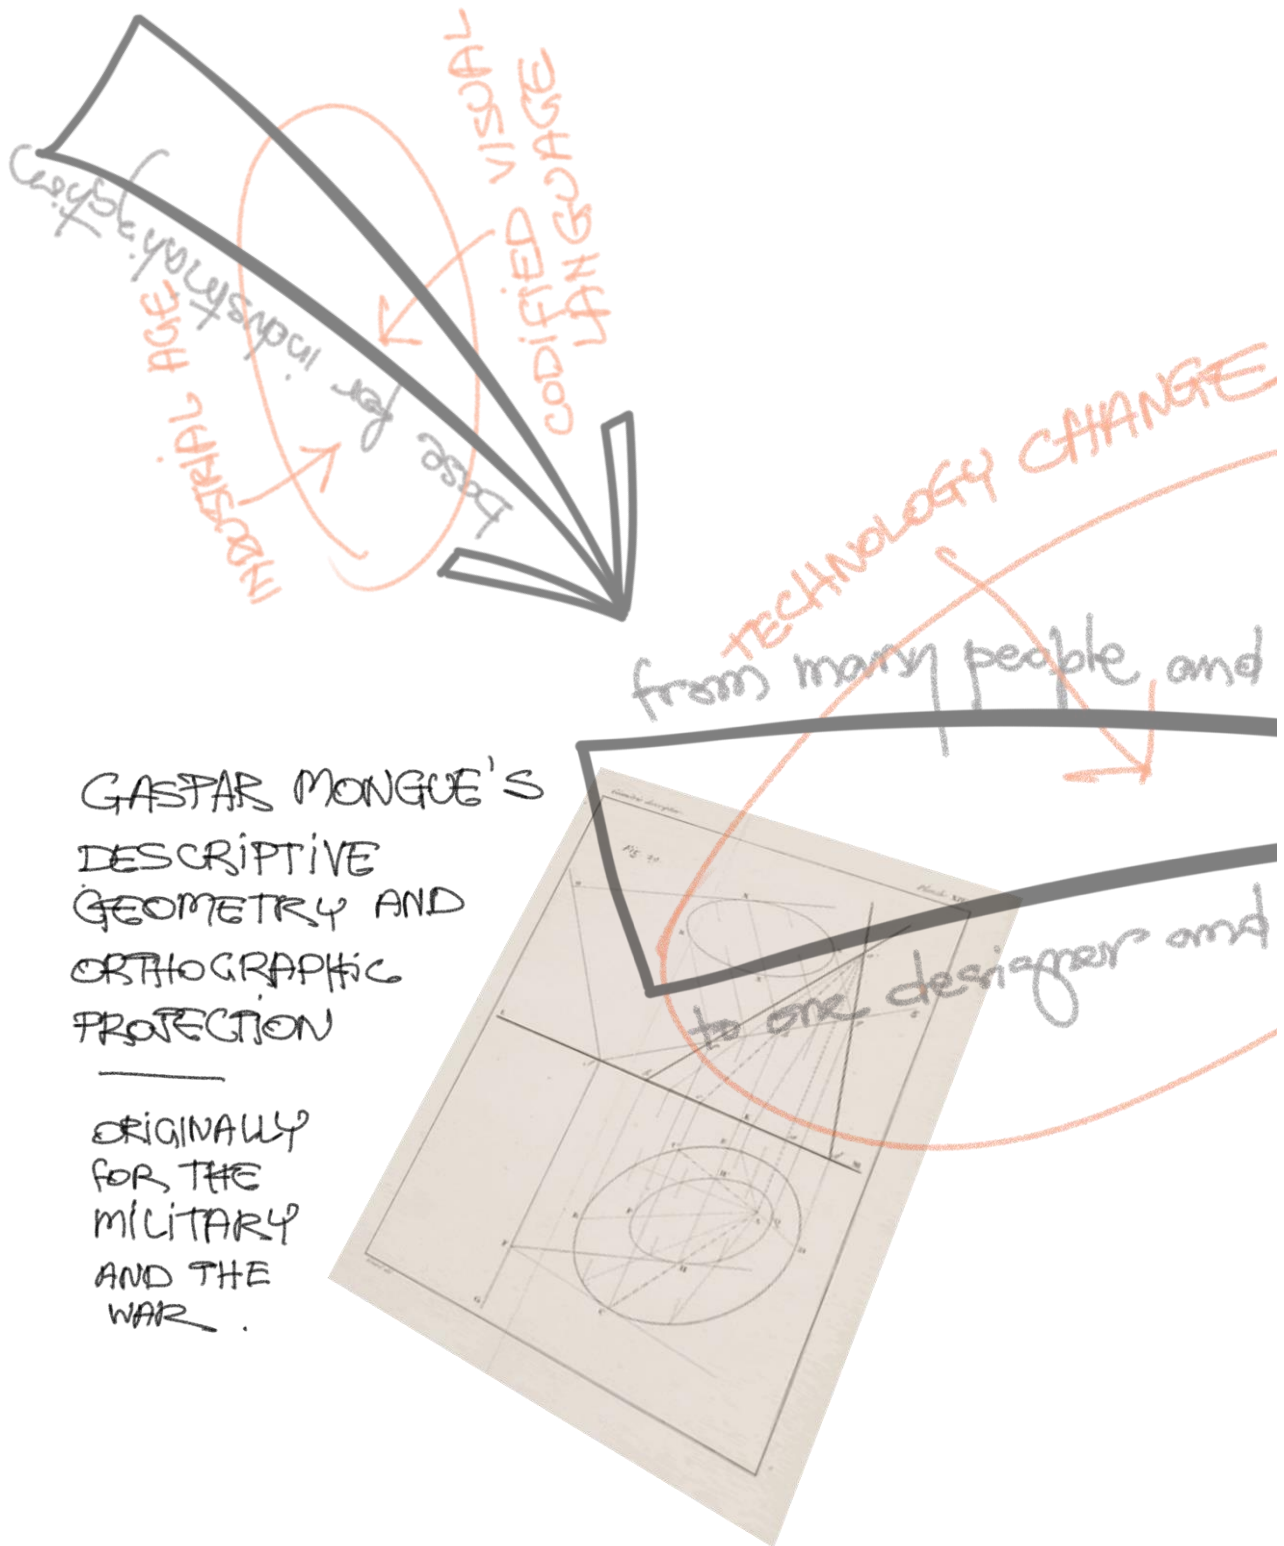 CODIFIED VISUAL
LANGUAGE
INDUSTRIAL AGE
base for industrialization
TECHNOLOGY CHANGE
from many people and
to one designer and
GASPAR MONGUE'S
DESCRIPTIVE
GEOMETRY AND
ORTHOGRAPHIC
PROJECTION
ORIGINALLY
FOR THE
MILITARY
AND THE
WAR.